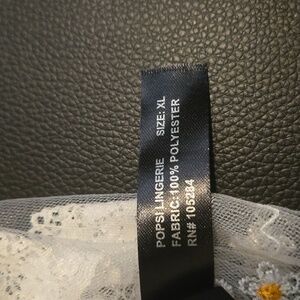 POPSI LINGERIE SIZE: XL
FABRIC:100% POLYESTER
RN# 105284